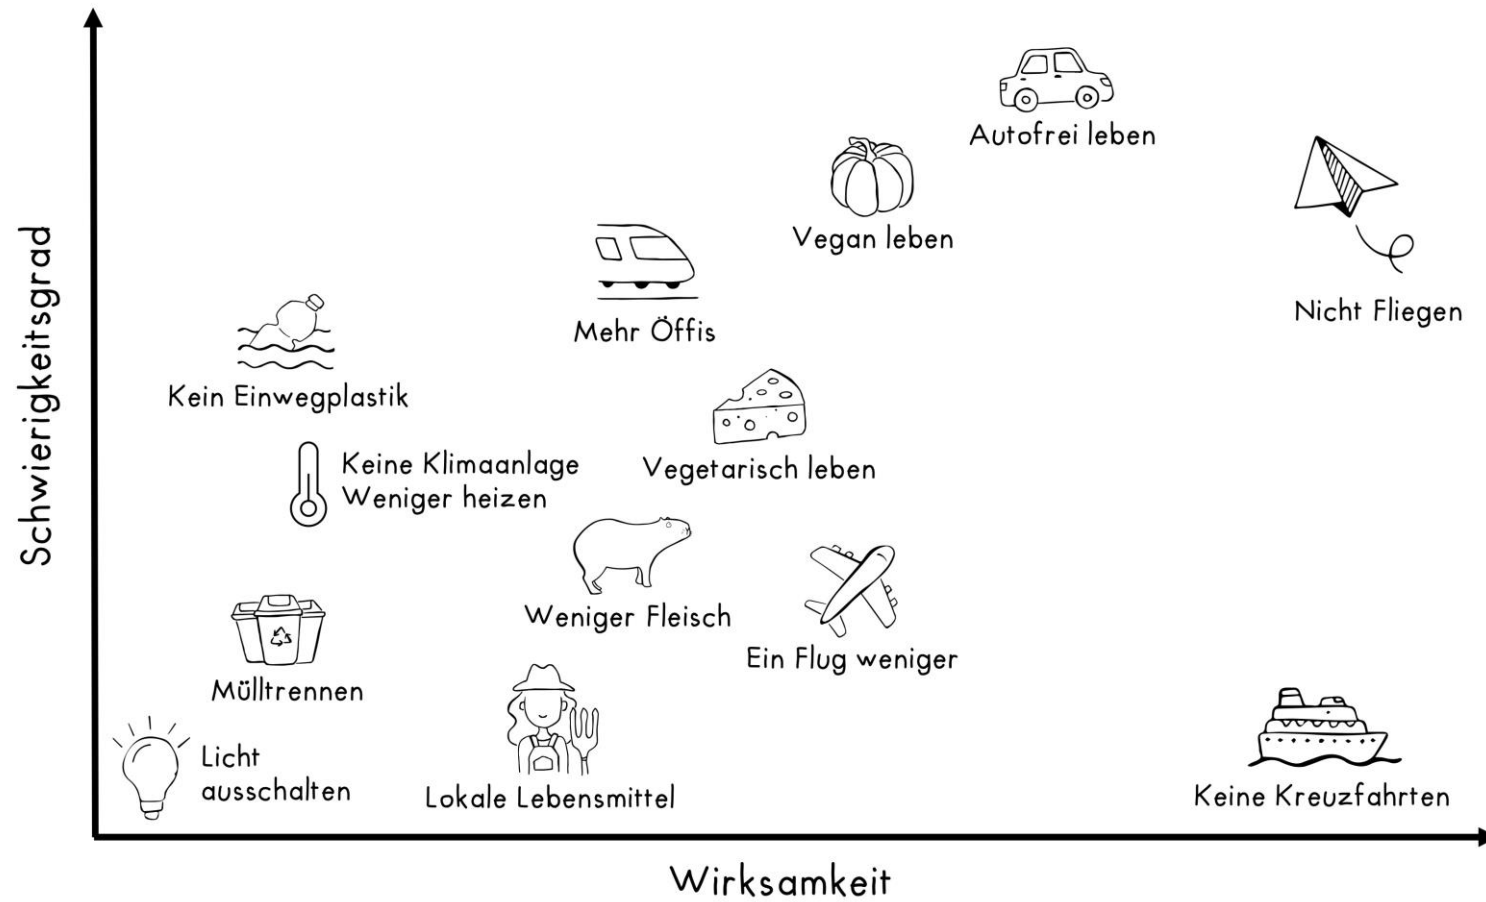 Schwierigkeitsgrad
Autofrei leben
Vegan leben
Nicht Fliegen
Mehr Öffis
Kein Einwegplastik
Keine Klimaanlage
Weniger heizen
Vegetarisch leben
Weniger Fleisch
Ein Flug weniger
Mülltrennen
Licht
ausschalten
Lokale Lebensmittel
Keine Kreuzfahrten
Wirksamkeit